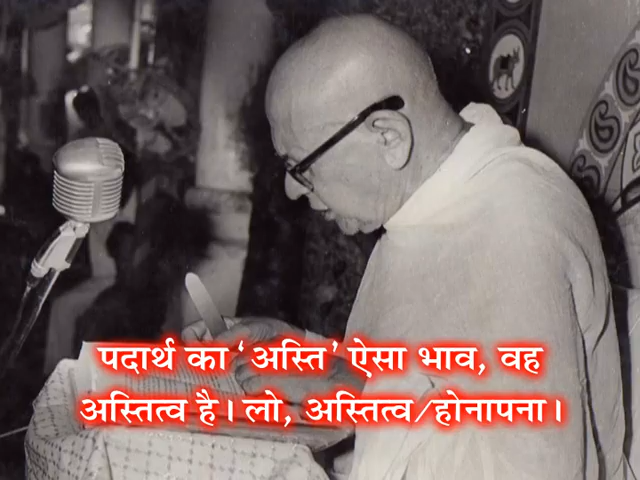 पदार्थ का ‘अस्ति’ ऐसा भाव, वह
अस्तित्व है। लो, अस्तित्व/होनापना।